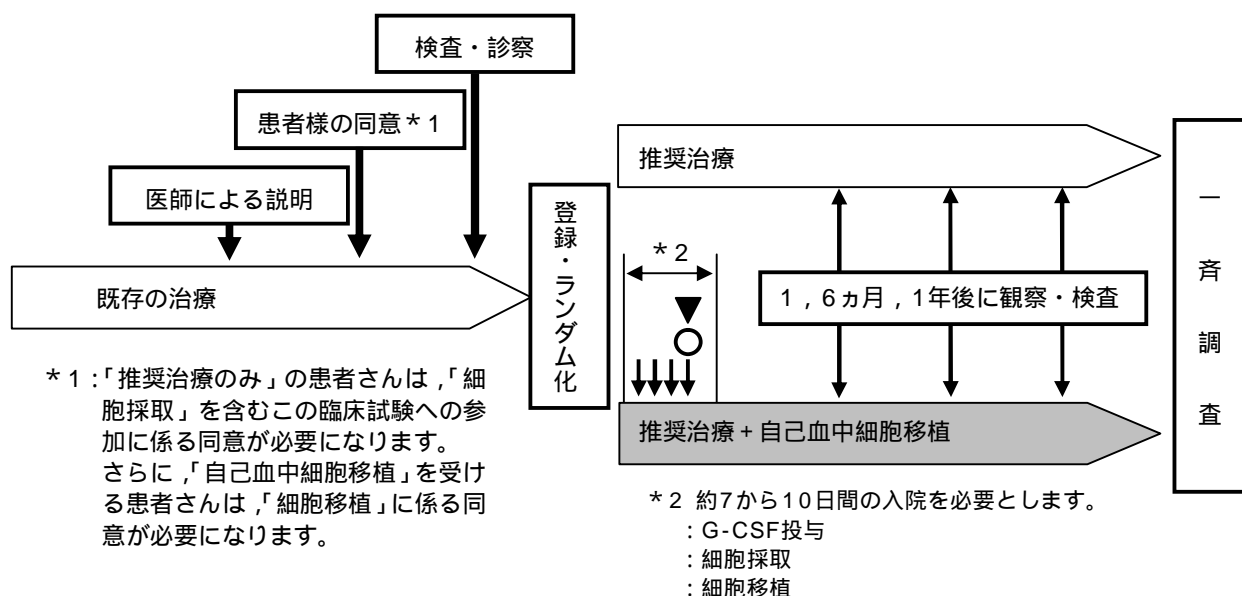 検査・診察
患者様の同意*1
医師による説明
既存の治療
登録・ランダム化
推奨治療
*2
1,6ヵ月,1年後に観察・検査
推奨治療+自己血中細胞移植
一斉調査
*1:「推奨治療のみ」の患者さんは,「細
胞採取」を含むこの臨床試験への参
加に係る同意が必要になります。
さらに,「自己血中細胞移植」を受け
る患者さんは,「細胞移植」に係る同
意が必要になります。
*2 約7から10日間の入院を必要とします。
:G-CSF投与
:細胞採取
:細胞移植